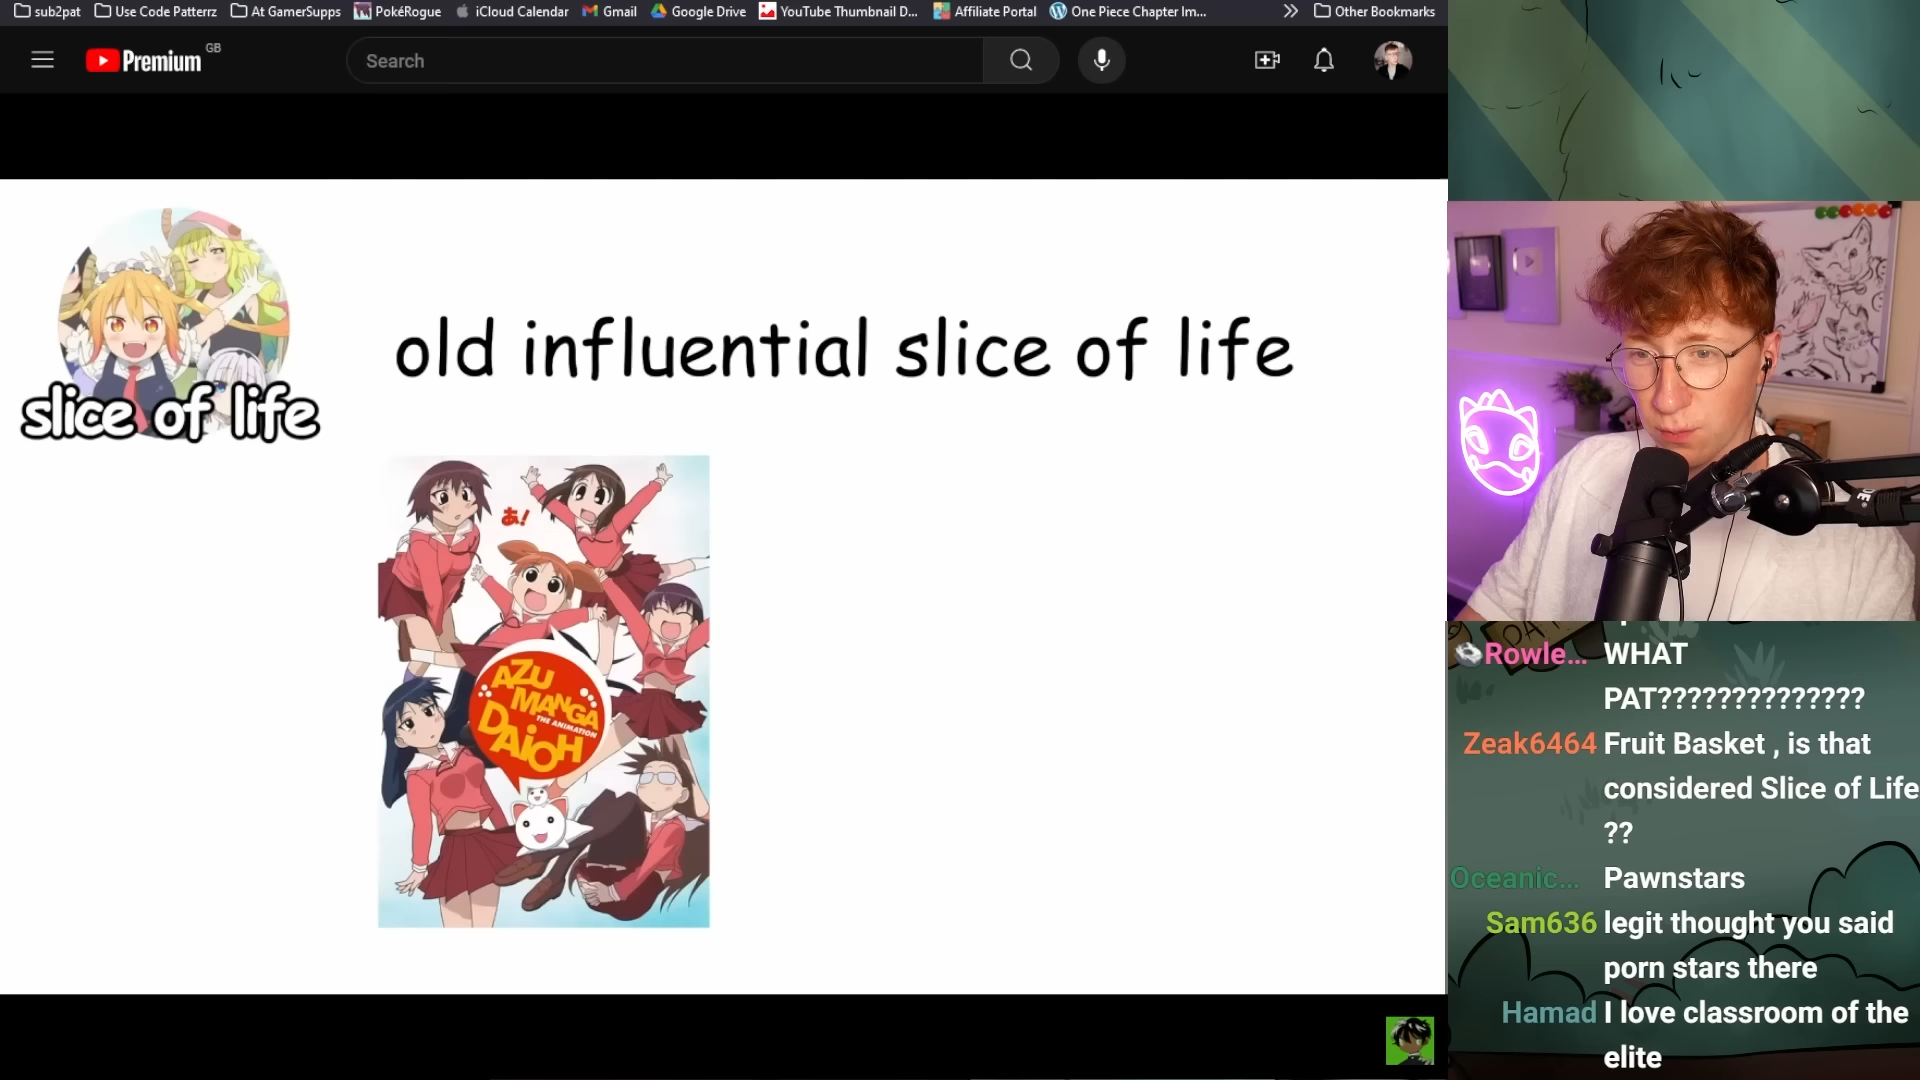 sub2pat
Use Code Patterrz
At GamerSupps
PokéRogue
iCloud Calendar
Gmail
Google Drive
YouTube Thumbnail D...
Affiliate Portal
One Piece Chapter Im...
Other Bookmarks
Premium GB
Search
slice of life
old influential slice of life
あ!
AZU
MANGA
THE ANIMATION
DAIOH
Rowle... WHAT
PAT??????????????
Zeak6464 Fruit Basket , is that
considered Slice of Life
??
Oceanic... Pawnstars
Sam636 legit thought you said
porn stars there
Hamad I love classroom of the
elite